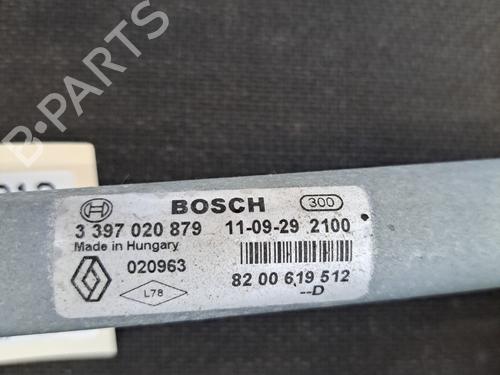 B-PARTS
BOSCH 300
3 397 020 879 11-09-29 2100
Made in Hungary
020963
L78
82 00 619 512
--D